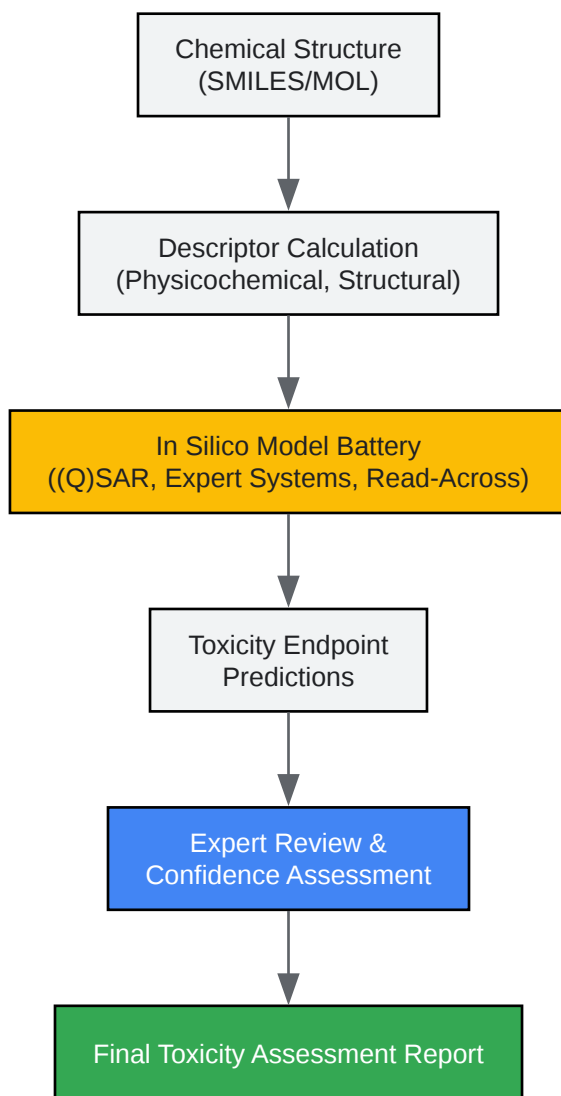 Chemical Structure
(SMILES/MOL)
Descriptor Calculation
(Physicochemical, Structural)
In Silico Model Battery
((Q)SAR, Expert Systems, Read-Across)
Toxicity Endpoint
Predictions
Expert Review &
Confidence Assessment
Final Toxicity Assessment Report